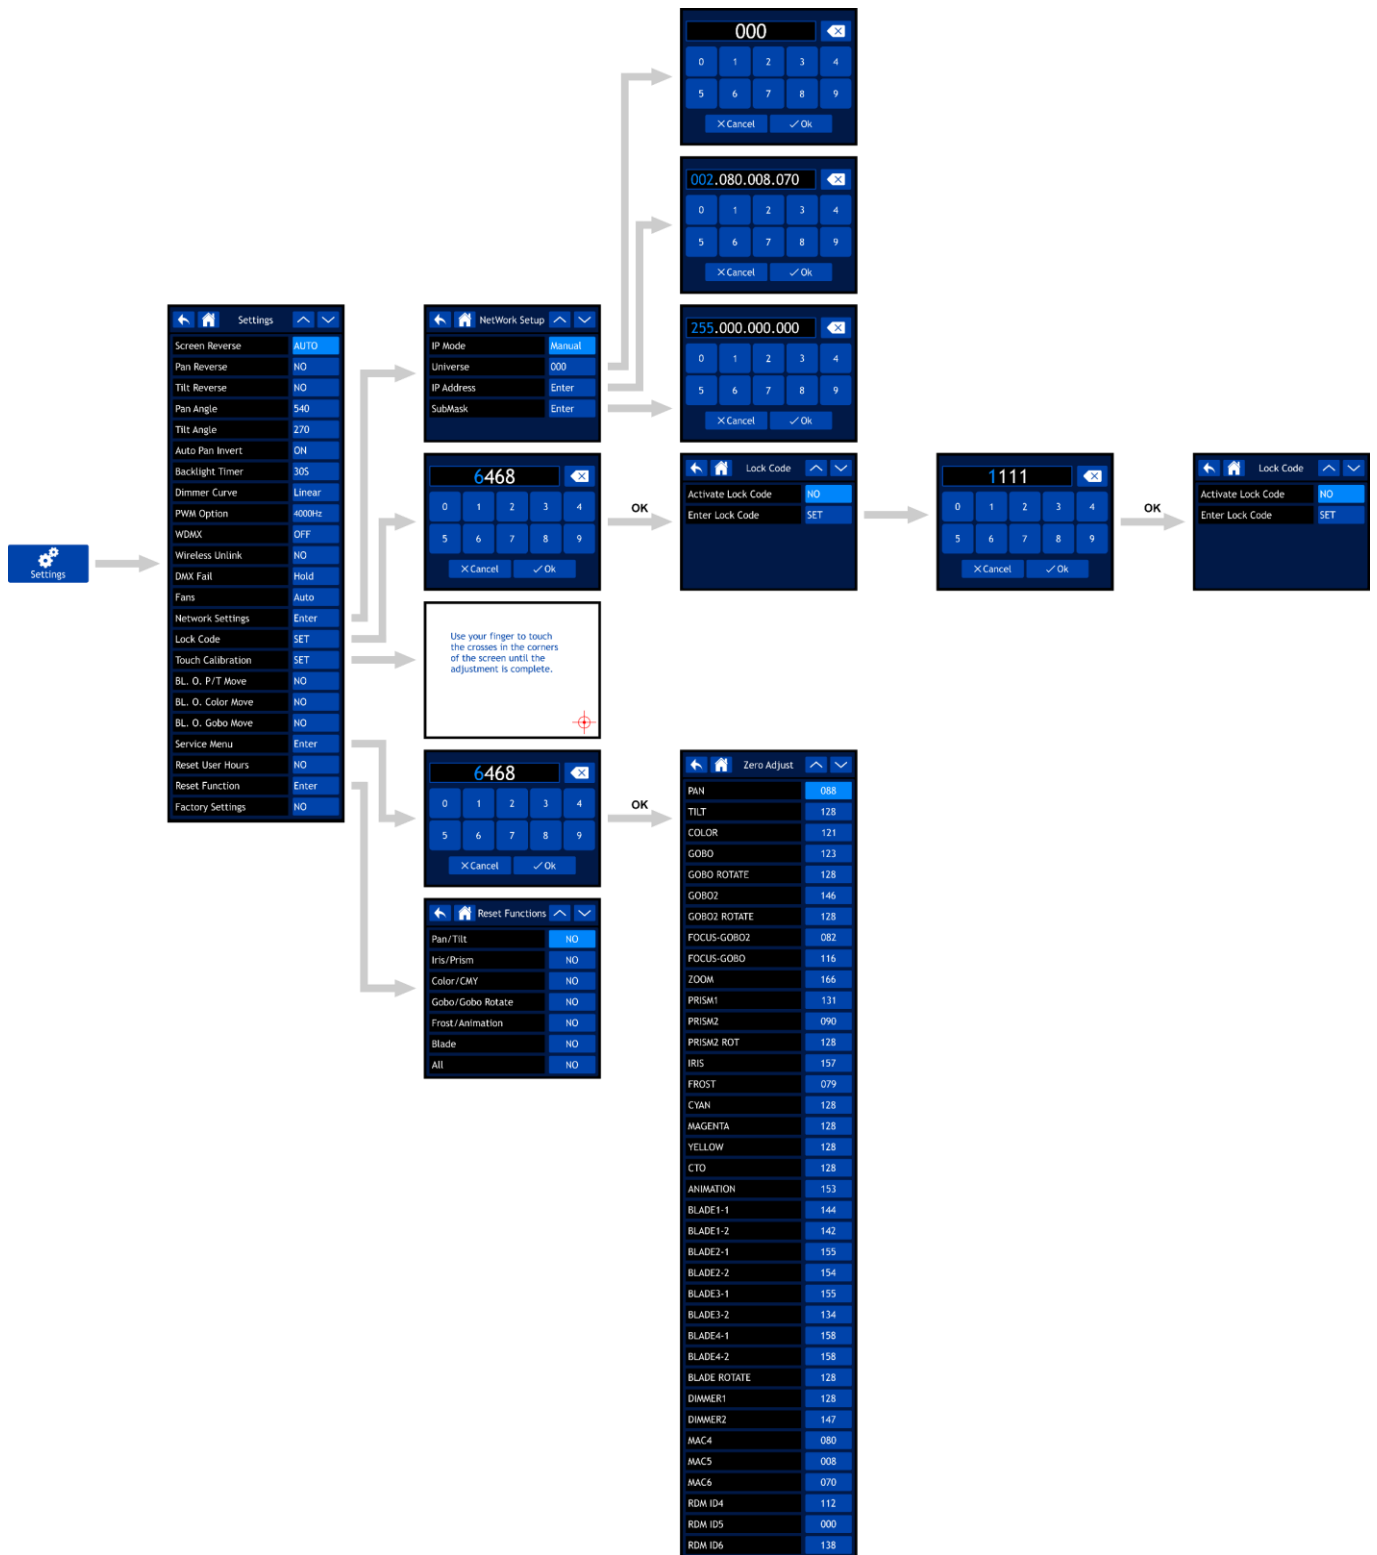 000
0 1 2 3 4
5 6 7 8 9
Cancel Ok
002.080.008.070
0 1 2 3 4
5 6 7 8 9
Cancel Ok
255.000.000.000
0 1 2 3 4
5 6 7 8 9
Cancel Ok
Settings
Settings
Screen Reverse AUTO
Pan Reverse NO
Tilt Reverse NO
Pan Angle 540
Tilt Angle 270
Auto Pan Invert ON
Backlight Timer 30S
Dimmer Curve Linear
PWM Option 4000Hz
WDMX OFF
Wireless Unlink NO
DMX Fail Hold
Fans Auto
Network Settings Enter
Lock Code SET
Touch Calibration SET
BL. O. P/T Move NO
BL. O. Color Move NO
BL. O. Gobo Move NO
Service Menu Enter
Reset User Hours NO
Reset Function Enter
Factory Settings NO
NetWork Setup
IP Mode Manual
Universe 000
IP Address Enter
SubMask Enter
6468
0 1 2 3 4
5 6 7 8 9
Cancel Ok
OK
Lock Code
Activate Lock Code NO
Enter Lock Code SET
1111
0 1 2 3 4
5 6 7 8 9
Cancel Ok
OK
Lock Code
Activate Lock Code NO
Enter Lock Code SET
Use your finger to touch
the crosses in the corners
of the screen until the
adjustment is complete.
6468
0 1 2 3 4
5 6 7 8 9
Cancel Ok
OK
Reset Functions
Pan/Tilt NO
Iris/Prism NO
Color/CMY NO
Gobo/Gobo Rotate NO
Frost/Animation NO
Blade NO
All NO
Zero Adjust
PAN 088
TILT 128
COLOR 121
GOBO 123
GOBO ROTATE 128
GOBO2 146
GOBO2 ROTATE 128
FOCUS-GOBO2 082
FOCUS-GOBO 116
ZOOM 166
PRISM1 131
PRISM2 090
PRISM2 ROT 128
IRIS 157
FROST 079
CYAN 128
MAGENTA 128
YELLOW 128
CTO 128
ANIMATION 153
BLADE1-1 144
BLADE1-2 142
BLADE2-1 155
BLADE2-2 154
BLADE3-1 155
BLADE3-2 134
BLADE4-1 158
BLADE4-2 158
BLADE ROTATE 128
DIMMER1 128
DIMMER2 147
MAC4 080
MAC5 008
MAC6 070
RDM ID4 112
RDM ID5 000
RDM ID6 138